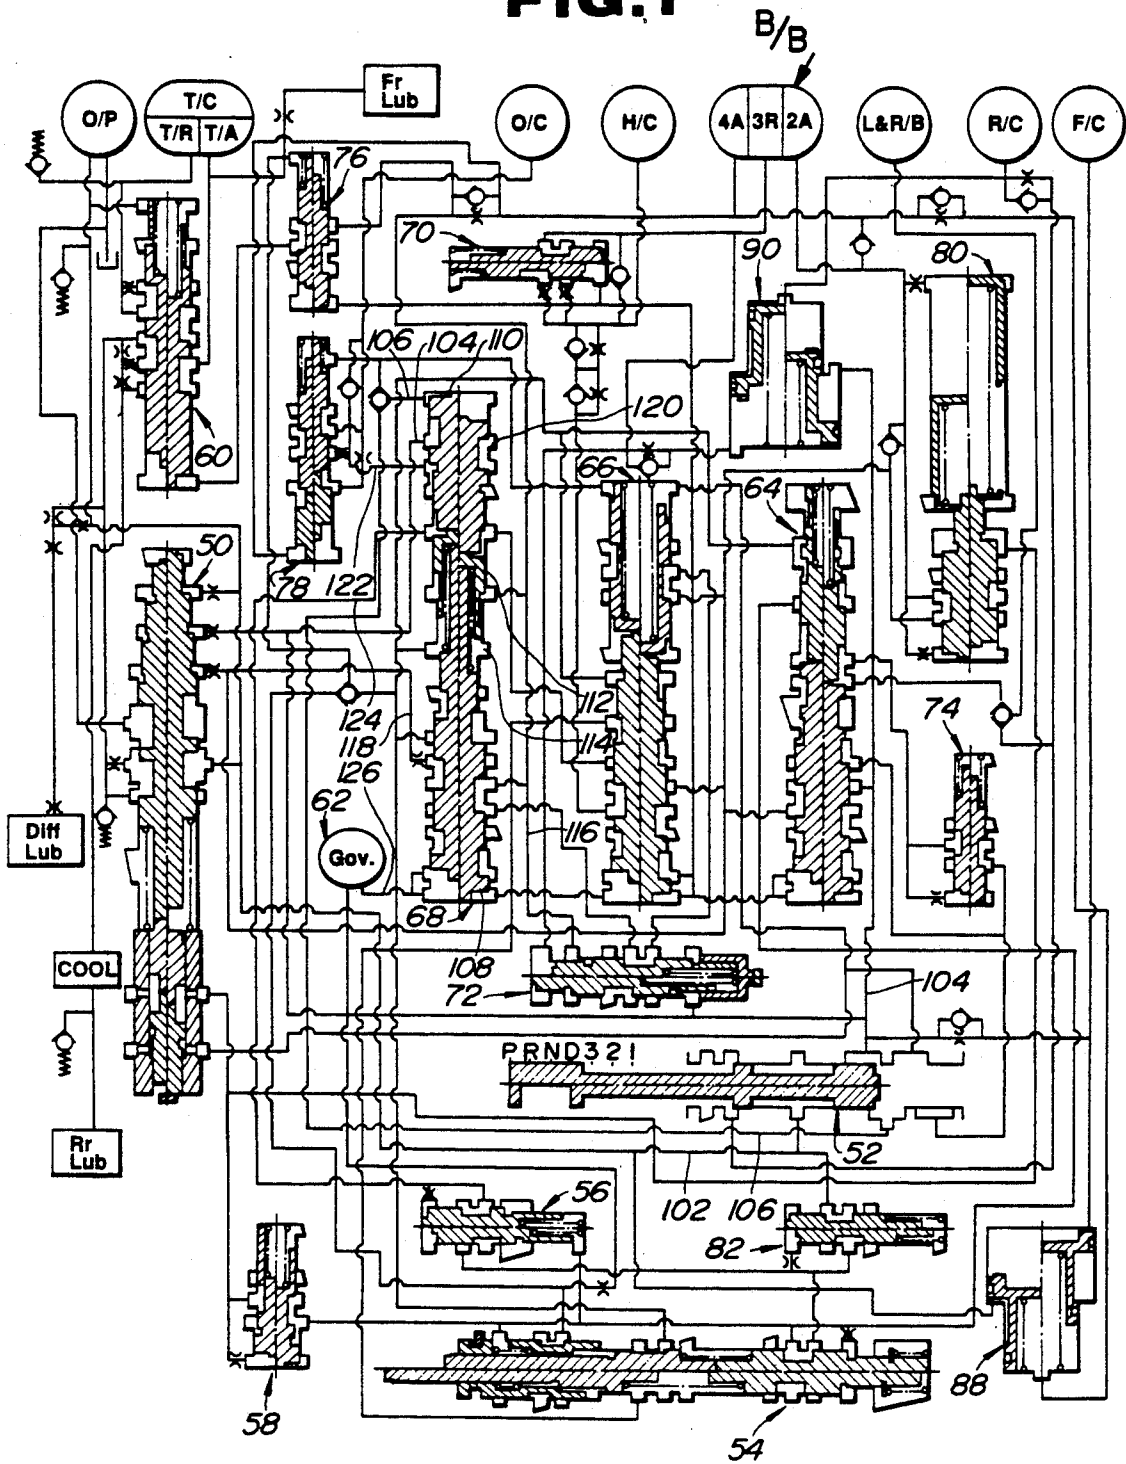 FIG.1
B/B
O/P
T/C
T/R T/A
Fr
Lub
O/C
H/C
4A 3R 2A
L&R/B
R/C
F/C
76
70
90
80
106
104
110
120
60
66
64
50
78
122
112
74
124
118
114
126
62
116
Diff
Lub
Gov.
68
108
COOL
72
104
PRND321
Rr
Lub
52
102
106
56
82
58
88
54